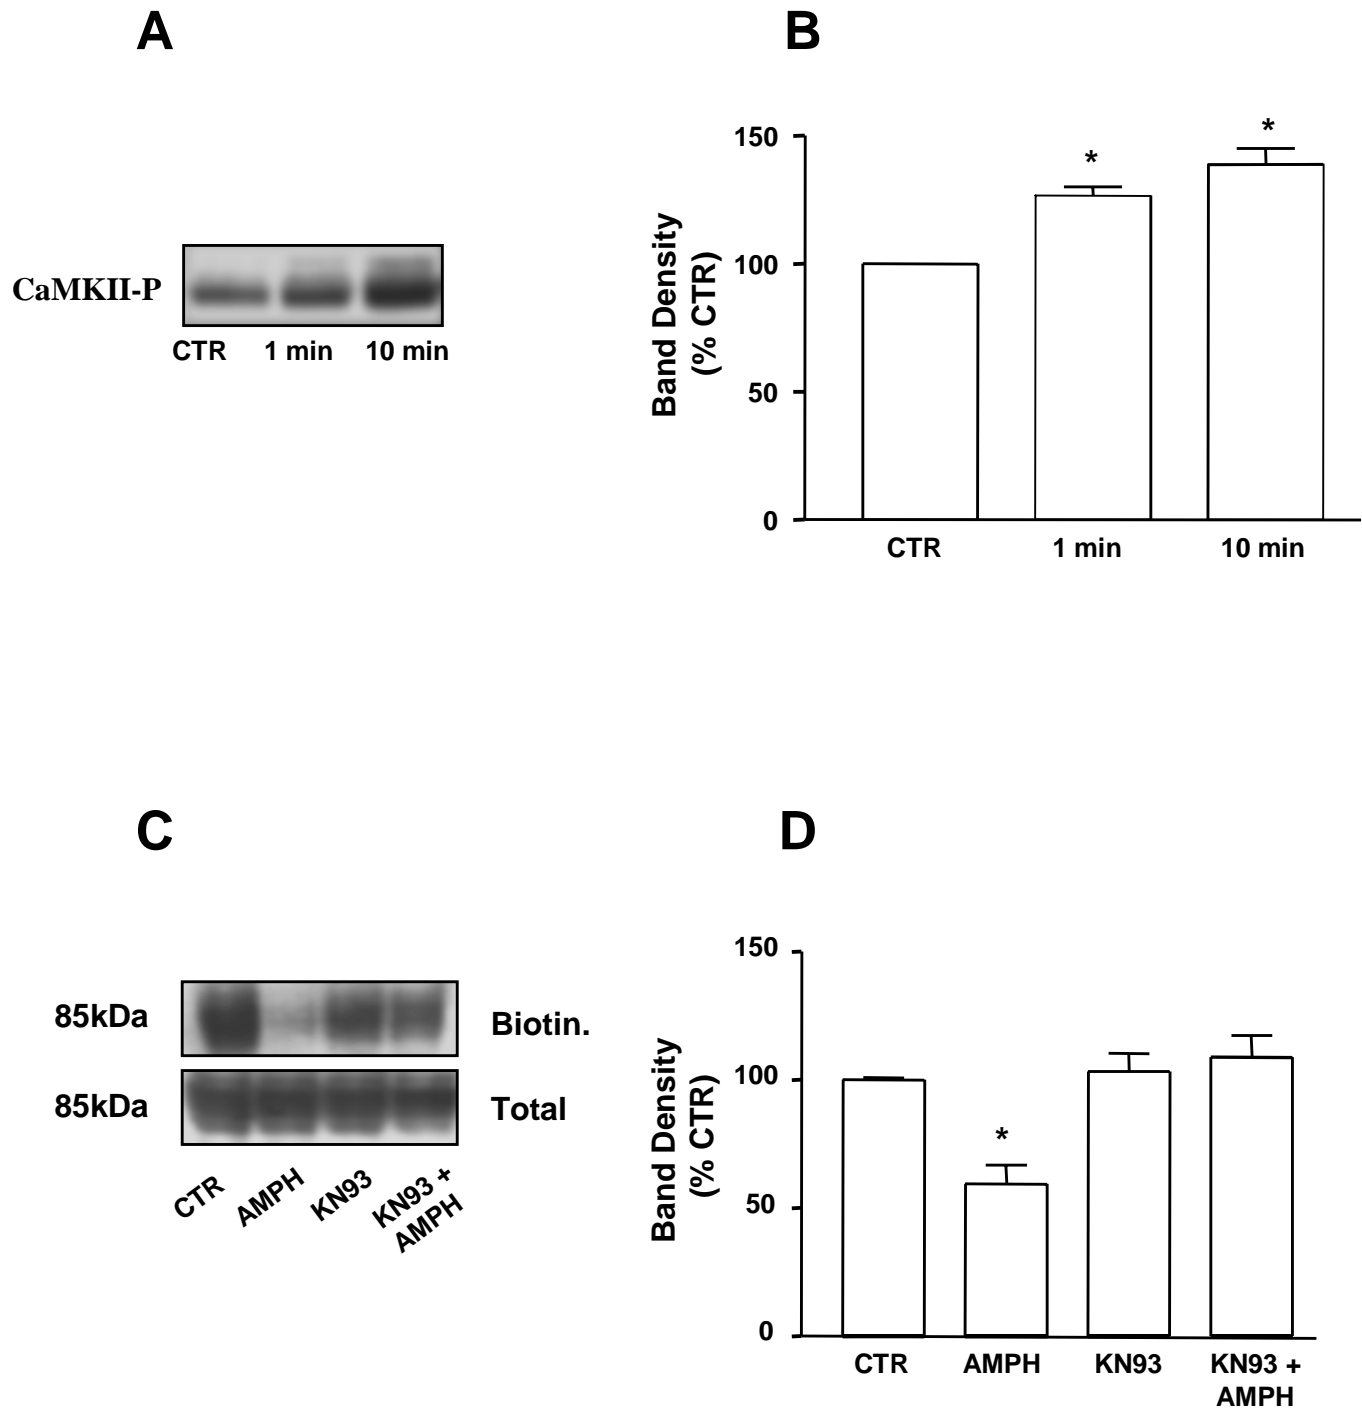 A
CaMKII-P
CTR 1 min 10 min
B
Band Density
(% CTR)
150
100
50
0
*
*
CTR 1 min 10 min
C
85kDa
Biotin.
85kDa
Total
CTR
AMPH
KN93
KN93 +
AMPH
D
Band Density
(% CTR)
150
100
50
0
*
CTR AMPH KN93 KN93 +
AMPH